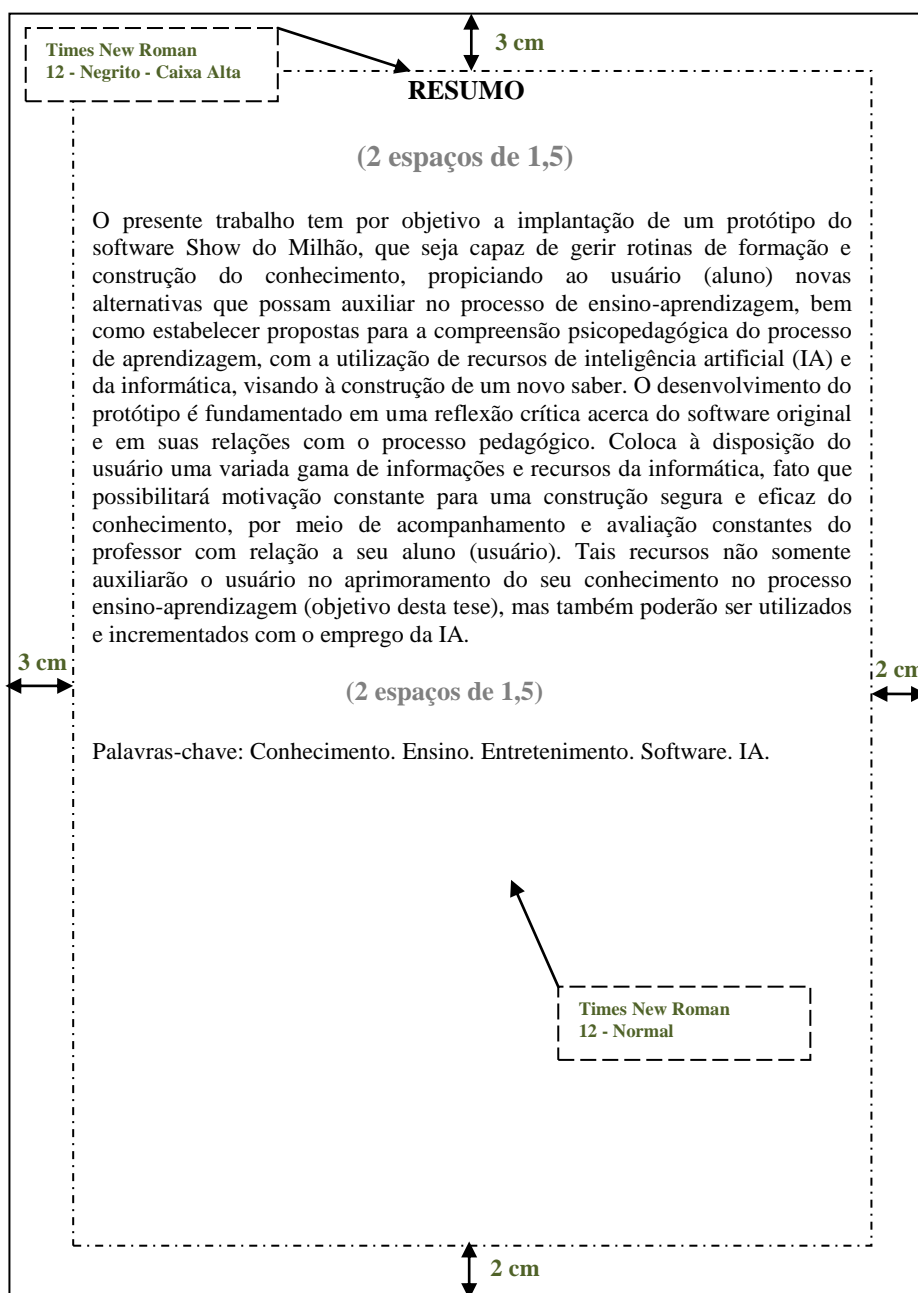 3 cm
Times New Roman
12 - Negrito - Caixa Alta
RESUMO
(2 espaços de 1,5)
O presente trabalho tem por objetivo a implantação de um protótipo do
software Show do Milhão, que seja capaz de gerir rotinas de formação e
construção do conhecimento, propiciando ao usuário (aluno) novas
alternativas que possam auxiliar no processo de ensino-aprendizagem, bem
como estabelecer propostas para a compreensão psicopedagógica do processo
de aprendizagem, com a utilização de recursos de inteligência artificial (IA) e
da informática, visando à construção de um novo saber. O desenvolvimento do
protótipo é fundamentado em uma reflexão crítica acerca do software original
e em suas relações com o processo pedagógico. Coloca à disposição do
usuário uma variada gama de informações e recursos da informática, fato que
possibilitará motivação constante para uma construção segura e eficaz do
conhecimento, por meio de acompanhamento e avaliação constantes do
professor com relação a seu aluno (usuário). Tais recursos não somente
auxiliarão o usuário no aprimoramento do seu conhecimento no processo
ensino-aprendizagem (objetivo desta tese), mas também poderão ser utilizados
e incrementados com o emprego da IA.
3 cm
2 cm
(2 espaços de 1,5)
Palavras-chave: Conhecimento. Ensino. Entretenimento. Software. IA.
Times New Roman
12 - Normal
2 cm